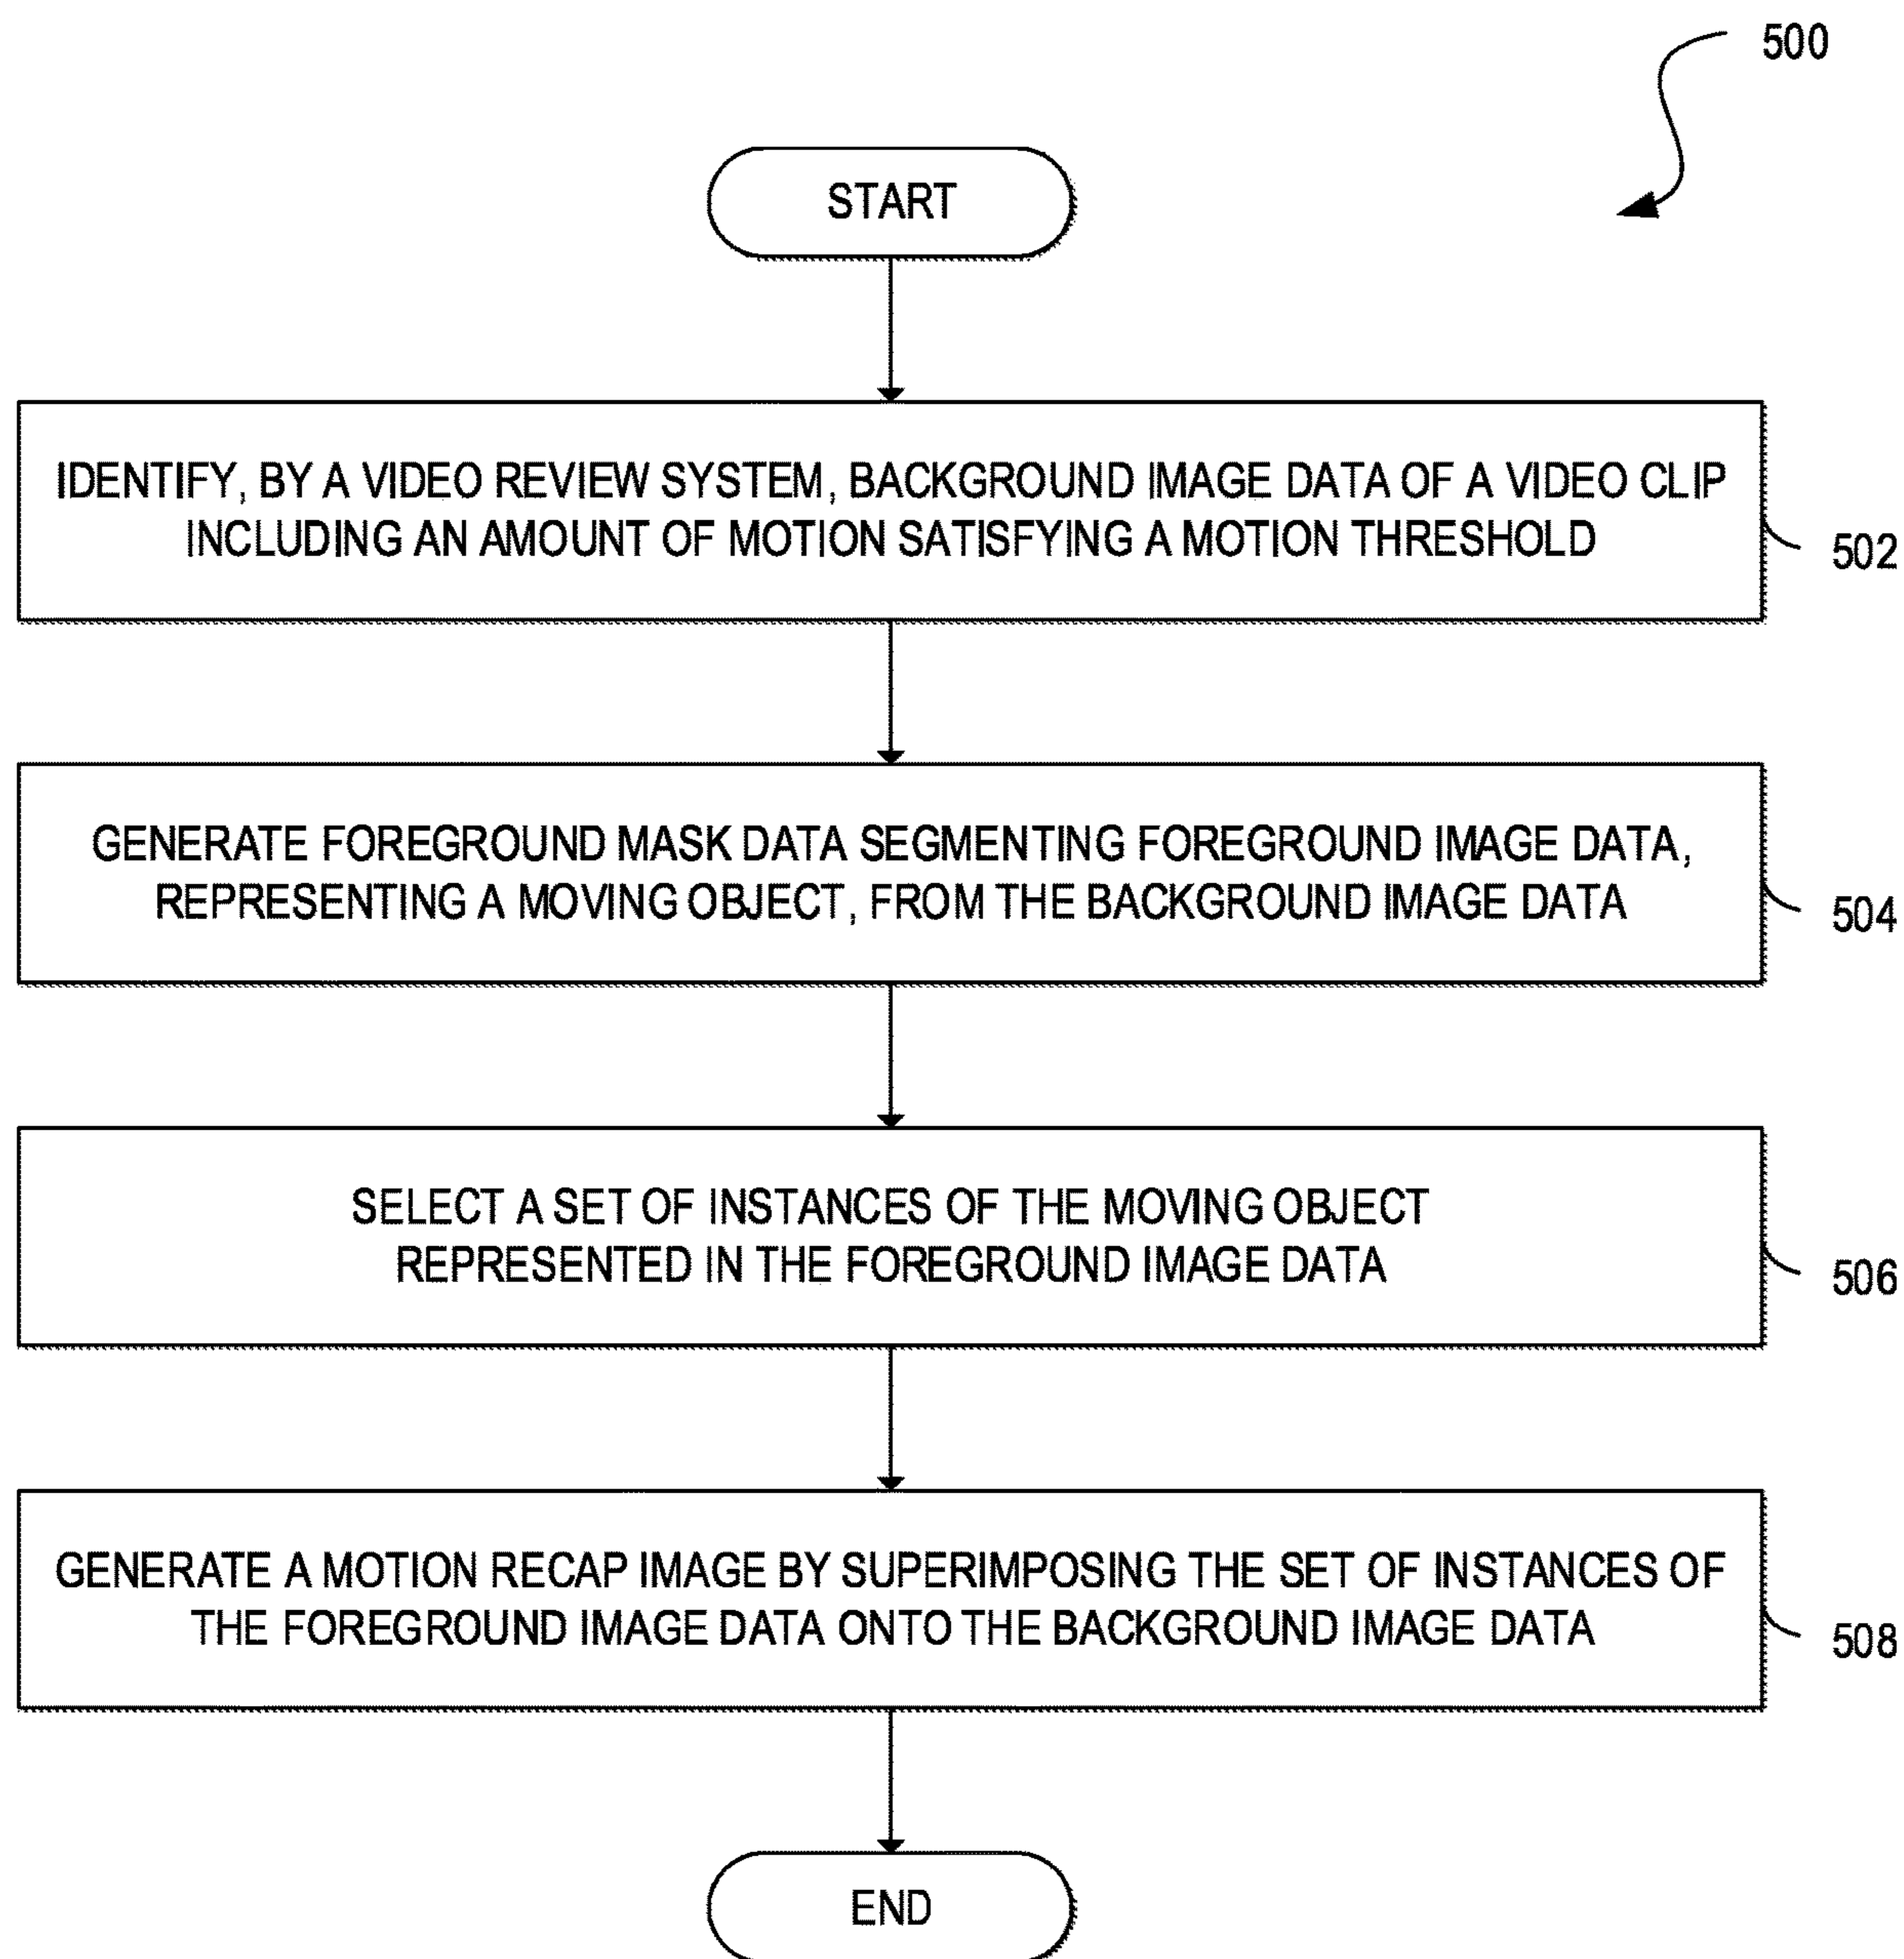 500
START
IDENTIFY, BY A VIDEO REVIEW SYSTEM, BACKGROUND IMAGE DATA OF A VIDEO CLIP
INCLUDING AN AMOUNT OF MOTION SATISFYING A MOTION THRESHOLD
502
GENERATE FOREGROUND MASK DATA SEGMENTING FOREGROUND IMAGE DATA,
REPRESENTING A MOVING OBJECT, FROM THE BACKGROUND IMAGE DATA
504
SELECT A SET OF INSTANCES OF THE MOVING OBJECT
REPRESENTED IN THE FOREGROUND IMAGE DATA
506
GENERATE A MOTION RECAP IMAGE BY SUPERIMPOSING THE SET OF INSTANCES OF
THE FOREGROUND IMAGE DATA ONTO THE BACKGROUND IMAGE DATA
508
END